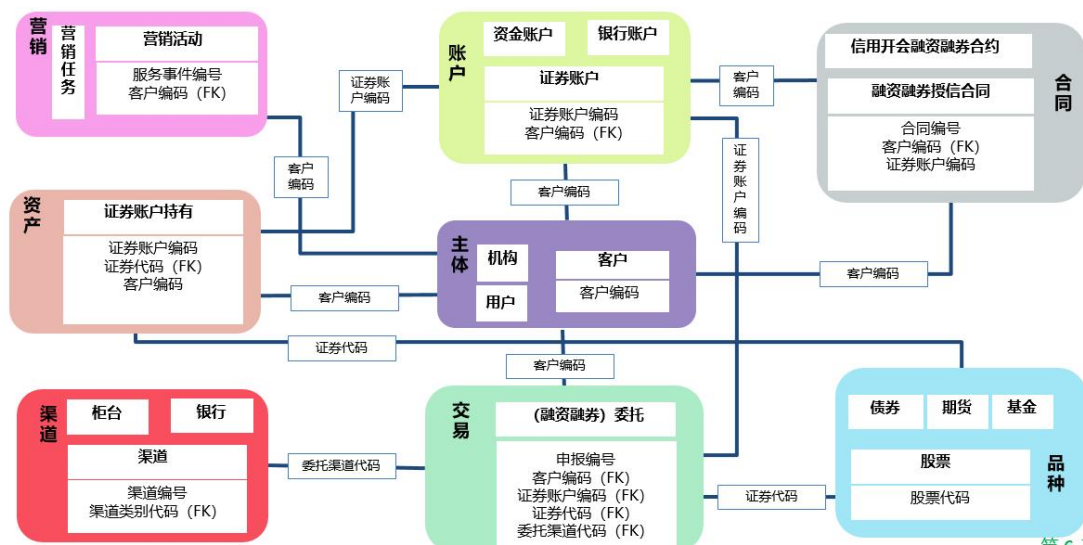 营销
营销任务
营销活动
服务事件编号
客户编码（FK）
账户
资金账户
银行账户
证券账户
证券账户编码
客户编码（FK）
合同
信用开会融资融券合约
融资融券授信合同
合同编号
客户编码（FK）
证券账户编码
证券账户编码
客户编码
客户编码
证券账户编码
客户编码
资产
证券账户持有
证券账户编码
证券代码（FK）
客户编码
主体
机构
用户
客户
客户编码
客户编码
客户编码
证券代码
客户编码
渠道
柜台
银行
渠道
渠道编号
渠道类别代码（FK）
委托渠道代码
交易
（融资融券）委托
申报编号
客户编码（FK）
证券账户编码（FK）
证券代码（FK）
委托渠道代码（FK）
证券代码
品种
债券
期货
基金
股票
股票代码